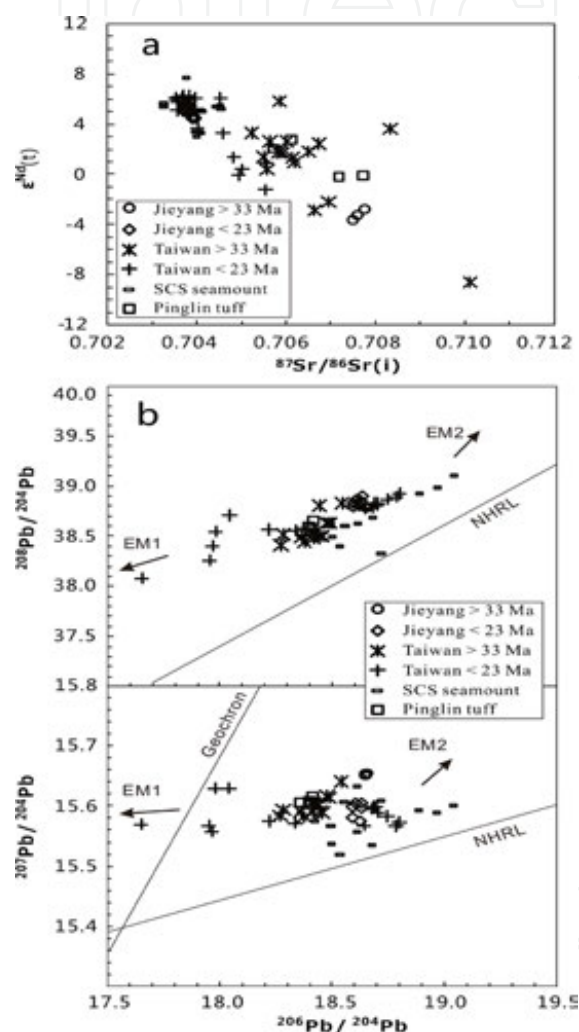 a
12
8
4
0
-4
-8
-12
εNd(t)
Jieyang > 33 Ma
Jieyang < 23 Ma
Taiwan > 33 Ma
Taiwan < 23 Ma
SCS seamount
Pinglin tuff
0.702 0.704 0.706 0.708 0.710 0.712
⁸⁷Sr/⁸⁶Sr(i)
b
40.0
39.5
39.0
38.5
38.0
37.5
15.8
²⁰⁸Pb/²⁰⁴Pb
EM2
EM1
NHRL
Jieyang > 33 Ma
Jieyang < 23 Ma
Taiwan > 33 Ma
Taiwan < 23 Ma
SCS seamount
Pinglin tuff
15.7
15.6
15.5
15.4
²⁰⁷Pb/²⁰⁴Pb
Geochron
EM2
EM1
NHRL
17.5 18.0 18.5 19.0 19.5
²⁰⁶Pb/²⁰⁴Pb